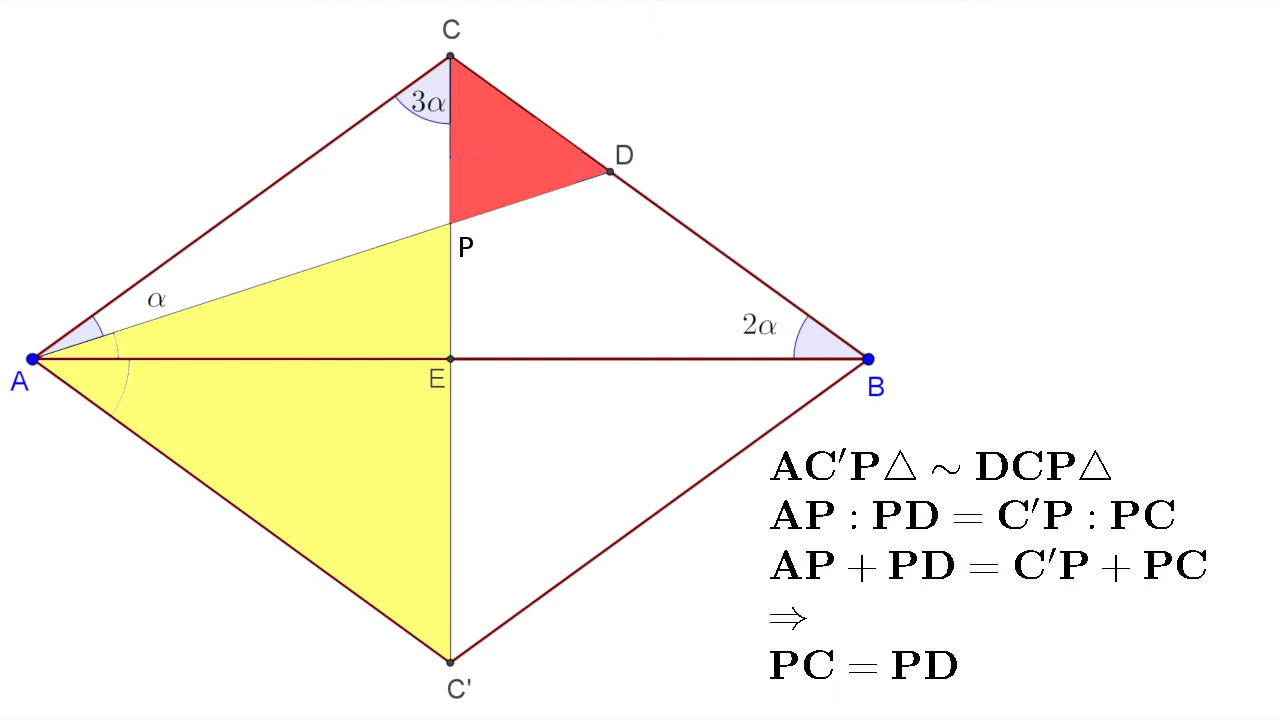 C
3α
D
P
α
2α
A
E
B
AC′P△ ∼ DCP△
AP : PD = C′P : PC
AP + PD = C′P + PC
⇒
PC = PD
C'